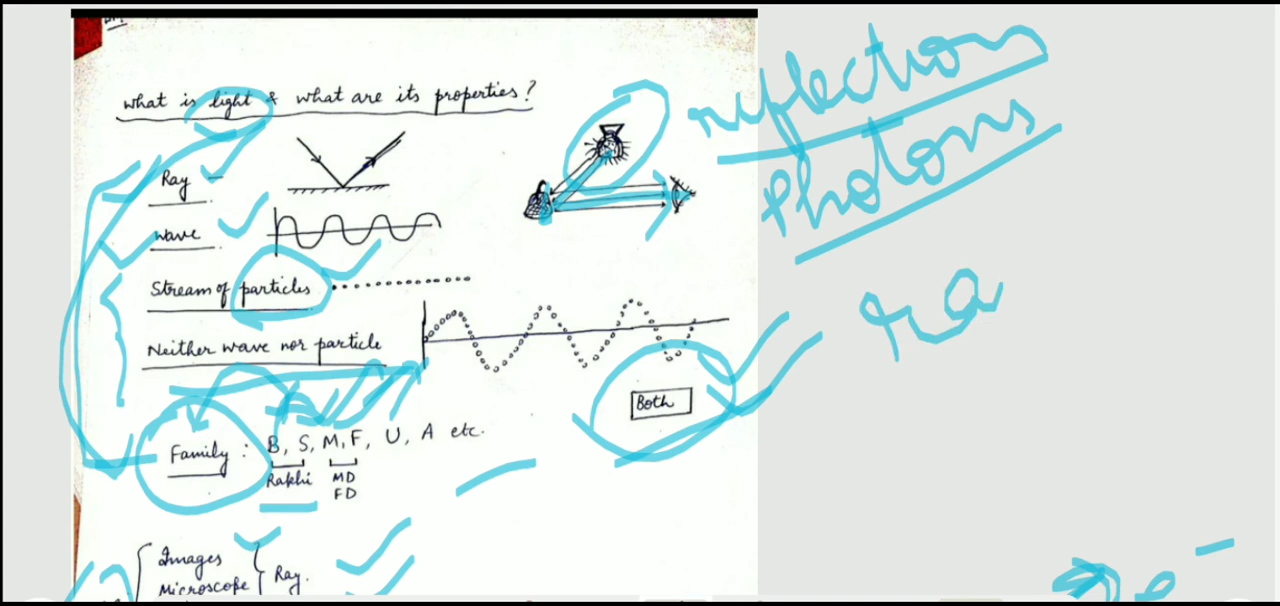 what is light & what are its properties?
Ray
wave
Stream of particles
Neither wave nor particle
Both
Family : B, S, M, F, U, A etc.
Rakhi MD
FD
Images
Microscope
Ray.
reflection
Photons
ra